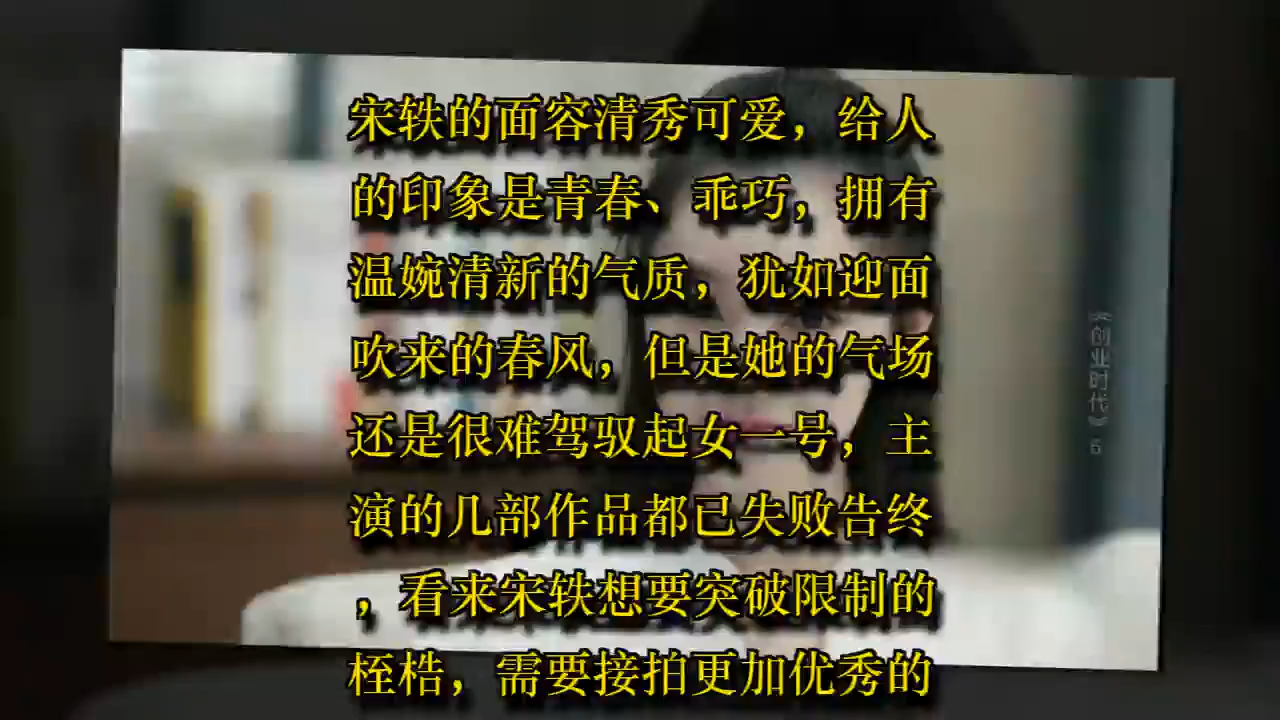 宋轶的面容清秀可爱，给人
的印象是青春、乖巧，拥有
温婉清新的气质，犹如迎面
吹来的春风，但是她的气场
还是很难驾驭起女一号，主
演的几部作品都已失败告终
，看来宋轶想要突破限制的
桎梏，需要接拍更加优秀的
《创业时代》